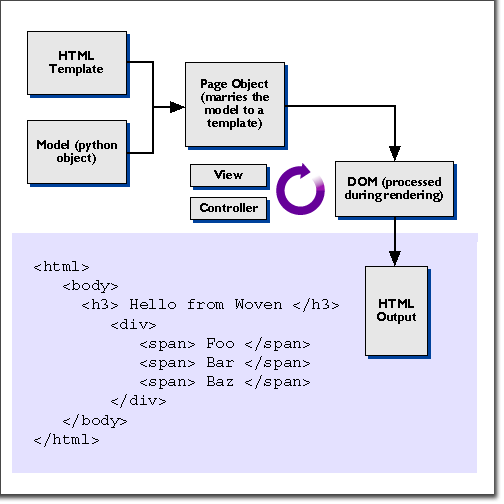 HTML
Template
Model (python
object)
Page Object
(marries the
model to a
template)
View
Controller
DOM (processed
during rendering)
HTML
Output
<html>
<body>
<h3> Hello from Woven </h3>
<div>
<span> Foo </span>
<span> Bar </span>
<span> Baz </span>
</div>
</body>
</html>